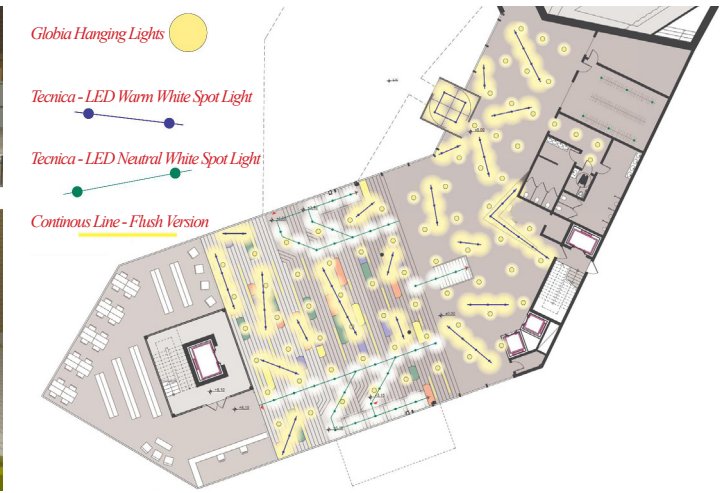 Globia Hanging Lights
Tecnica - LED Warm White Spot Light
Tecnica - LED Neutral White Spot Light
Continous Line - Flush Version